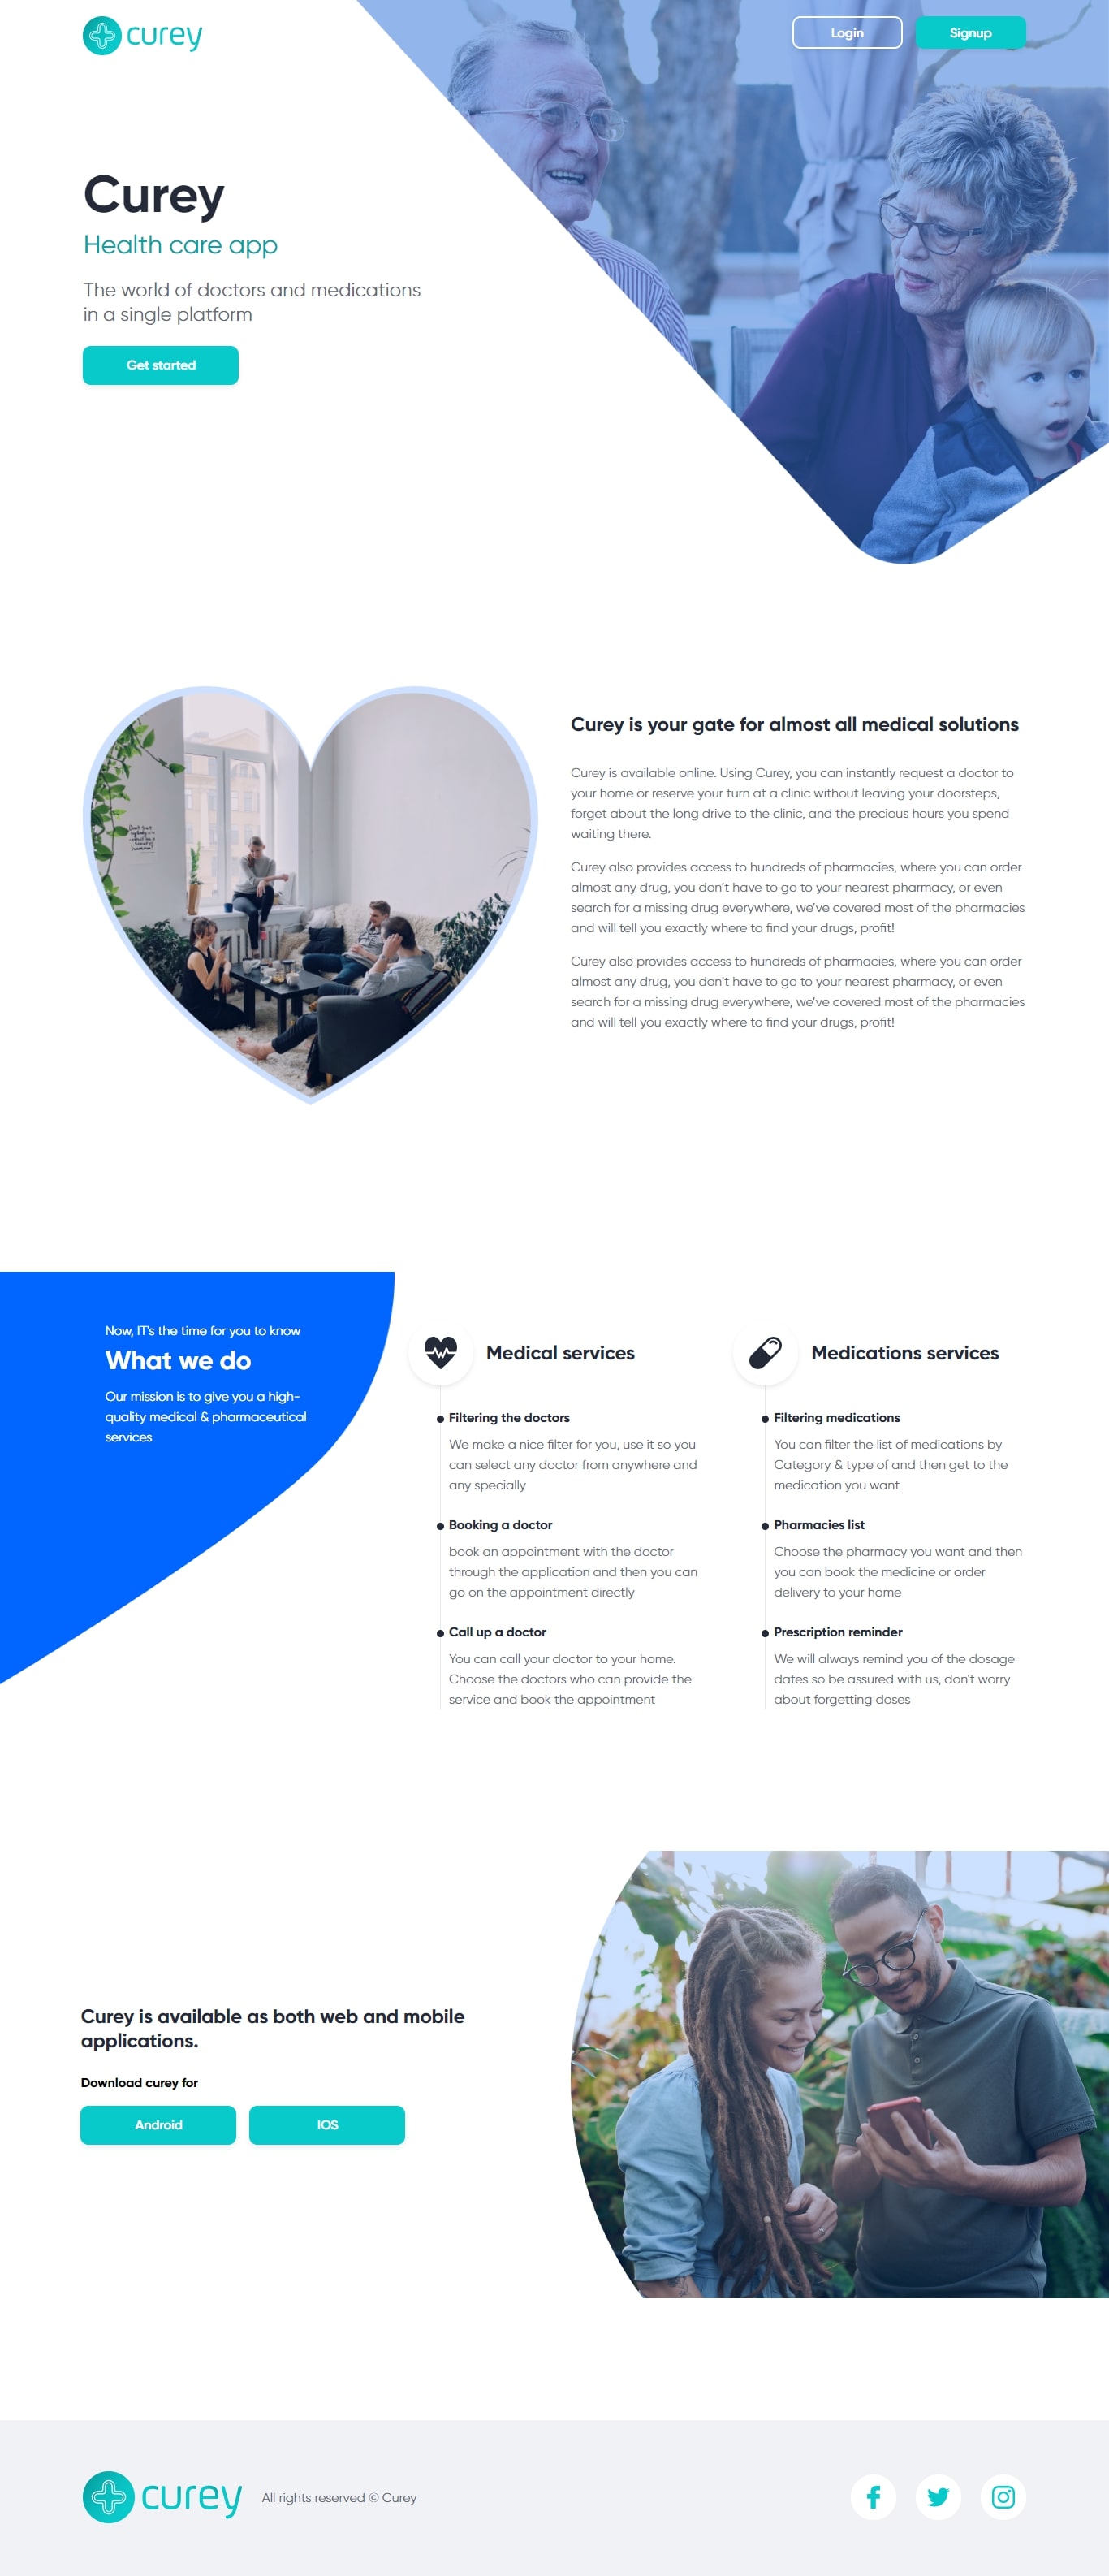 curey
Login
Signup
Curey
Health care app
The world of doctors and medications
in a single platform
Get started
Curey is your gate for almost all medical solutions
Curey is available online. Using Curey, you can instantly request a doctor to
your home or reserve your turn at a clinic without leaving your doorsteps,
forget about the long drive to the clinic, and the precious hours you spend
waiting there.
Curey also provides access to hundreds of pharmacies, where you can order
almost any drug, you don't have to go to your nearest pharmacy, or even
search for a missing drug everywhere, we've covered most of the pharmacies
and will tell you exactly where to find your drugs, profit!
Curey also provides access to hundreds of pharmacies, where you can order
almost any drug, you don't have to go to your nearest pharmacy, or even
search for a missing drug everywhere, we've covered most of the pharmacies
and will tell you exactly where to find your drugs, profit!
Now, IT's the time for you to know
What we do
Our mission is to give you a high-
quality medical & pharmaceutical
services
Medical services
Filtering the doctors
We make a nice filter for you, use it so you
can select any doctor from anywhere and
any specially
Booking a doctor
book an appointment with the doctor
through the application and then you can
go on the appointment directly
Call up a doctor
You can call your doctor to your home.
Choose the doctors who can provide the
service and book the appointment
Medications services
Filtering medications
You can filter the list of medications by
Category & type of and then get to the
medication you want
Pharmacies list
Choose the pharmacy you want and then
you can book the medicine or order
delivery to your home
Prescription reminder
We will always remind you of the dosage
dates so be assured with us, don't worry
about forgetting doses
Curey is available as both web and mobile
applications.
Download curey for
Android
IOS
curey
All rights reserved © Curey